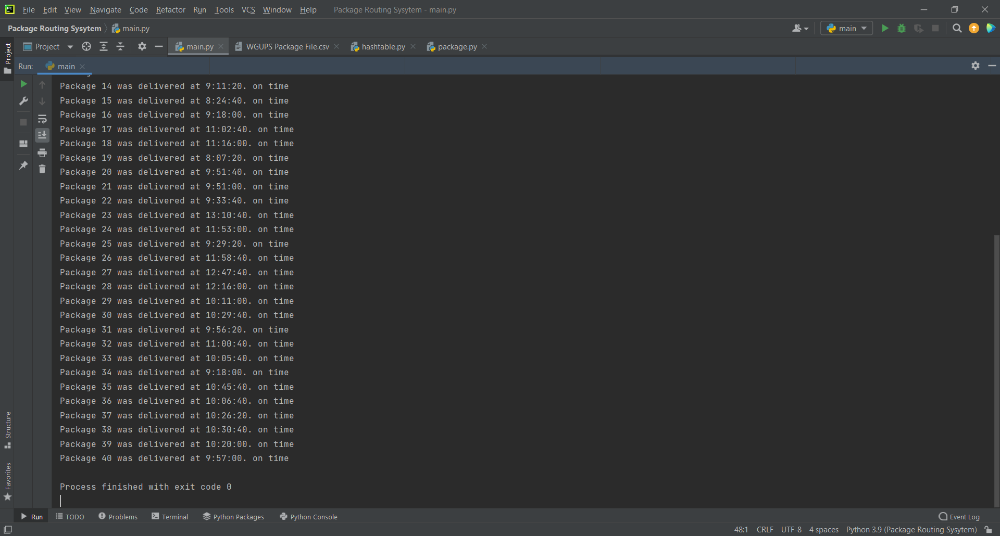 File Edit View Navigate Code Refactor Run Tools VCS Window Help Package Routing Sysytem - main.py
Package Routing Sysytem main.py main
Project main.py WGUPS Package File.csv hashtable.py package.py
Project
Run: main
Package 14 was delivered at 9:11:20. on time
Package 15 was delivered at 8:24:40. on time
Package 16 was delivered at 9:18:00. on time
Package 17 was delivered at 11:02:40. on time
Package 18 was delivered at 11:16:00. on time
Package 19 was delivered at 8:07:20. on time
Package 20 was delivered at 9:51:40. on time
Package 21 was delivered at 9:51:00. on time
Package 22 was delivered at 9:33:40. on time
Package 23 was delivered at 13:10:40. on time
Package 24 was delivered at 11:53:00. on time
Package 25 was delivered at 9:29:20. on time
Package 26 was delivered at 11:58:40. on time
Package 27 was delivered at 12:47:40. on time
Package 28 was delivered at 12:16:00. on time
Package 29 was delivered at 10:11:00. on time
Package 30 was delivered at 10:29:40. on time
Package 31 was delivered at 9:56:20. on time
Package 32 was delivered at 11:00:40. on time
Package 33 was delivered at 10:05:40. on time
Package 34 was delivered at 9:18:00. on time
Package 35 was delivered at 10:45:40. on time
Package 36 was delivered at 10:06:40. on time
Package 37 was delivered at 10:26:20. on time
Package 38 was delivered at 10:30:40. on time
Package 39 was delivered at 10:20:00. on time
Package 40 was delivered at 9:57:00. on time
Process finished with exit code 0
Structure
Favorites
Run TODO Problems Terminal Python Packages Python Console Event Log
48:1 CRLF UTF-8 4 spaces Python 3.9 (Package Routing Sysytem)